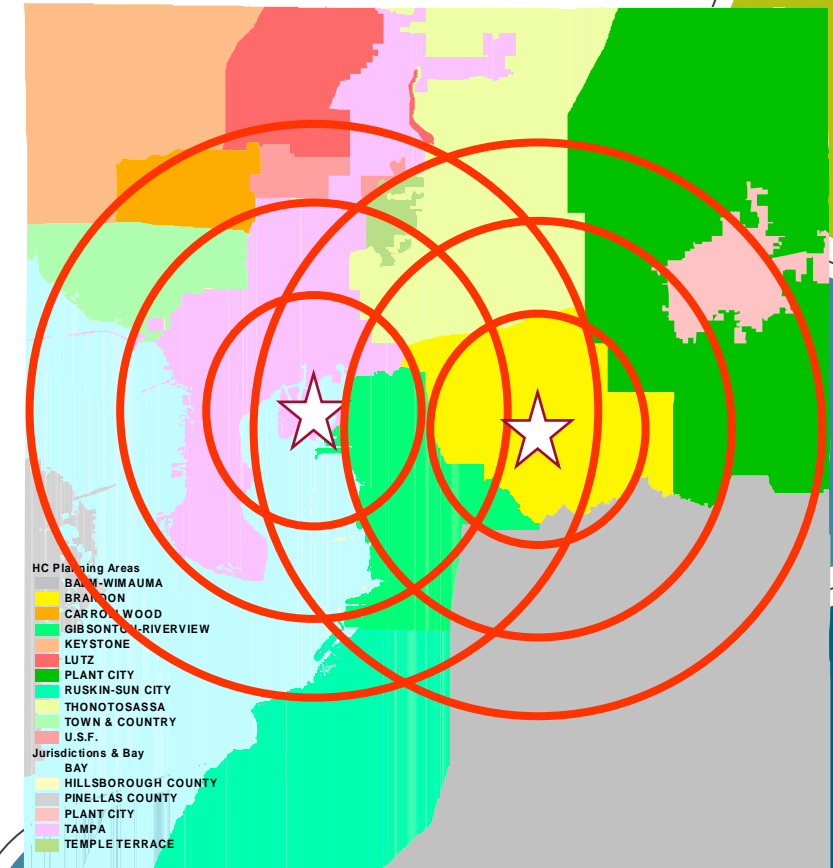 HC Planning Areas
BALM-WIMAUMA
BRANDON
CARROLLWOOD
GIBSONTON-RIVERVIEW
KEYSTONE
LUTZ
PLANT CITY
RUSKIN-SUN CITY
THONOTOSASSA
TOWN & COUNTRY
U.S.F.
Jurisdictions & Bay
BAY
HILLSBOROUGH COUNTY
PINELLAS COUNTY
PLANT CITY
TAMPA
TEMPLE TERRACE